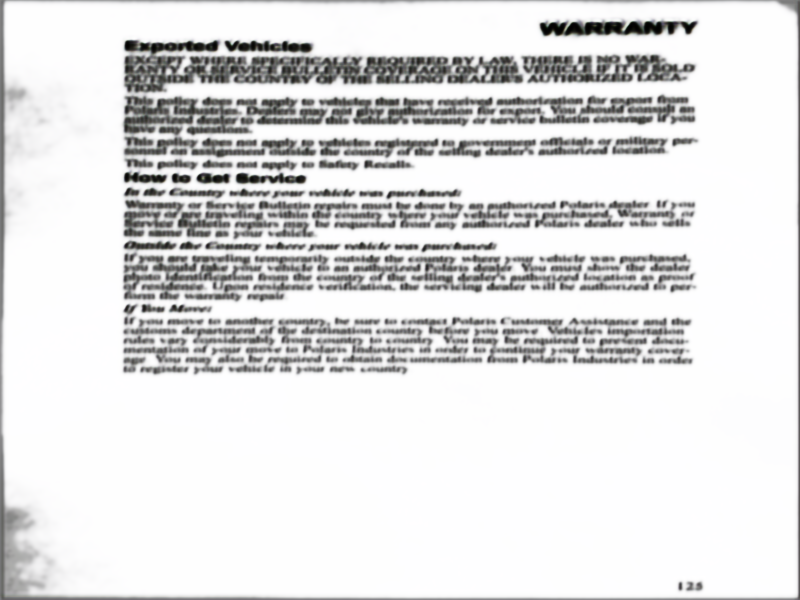 WARRANTY
Exported Vehicles
EXCEPT WHERE SPECIFICALLY REQUIRED BY LAW, THERE IS NO WAR-
RANTY OR SERVICE BULLETIN COVERAGE ON THIS VEHICLE IF IT IS SOLD
OUTSIDE THE COUNTRY OF THE SELLING DEALER'S AUTHORIZED LOCA-
TION.
This policy does not apply to vehicles that have received authorization for export from
Polaris Industries. Dealers may not give authorization for export. You should consult an
authorized dealer to determine this vehicle's warranty or service bulletin coverage if you
have any questions.
This policy does not apply to vehicles registered to government officials or military per-
sonnel on assignment outside the country of the selling dealer's authorized location.
This policy does not apply to Safety Recalls.
How to Get Service
In the Country where your vehicle was purchased:
Warranty or Service Bulletin repairs must be done by an authorized Polaris dealer. If you
move or are traveling within the country where your vehicle was purchased, Warranty or
Service Bulletin repairs may be requested from any authorized Polaris dealer who sells
the same line as your vehicle.
Outside the Country where your vehicle was purchased:
If you are traveling temporarily outside the country where your vehicle was purchased,
you should take your vehicle to an authorized Polaris dealer. You must show the dealer
photo identification from the country of the selling dealer's authorized location as proof
of residence. Upon residence verification, the servicing dealer will be authorized to per-
form the warranty repair.
If You Move:
If you move to another country, be sure to contact Polaris Customer Assistance and the
customs department of the destination country before you move. Vehicles importation
rules vary considerably from country to country. You may be required to present docu-
mentation of your move to Polaris Industries in order to continue your warranty cover-
age. You may also be required to obtain documentation from Polaris Industries in order
to register your vehicle in your new country.
125